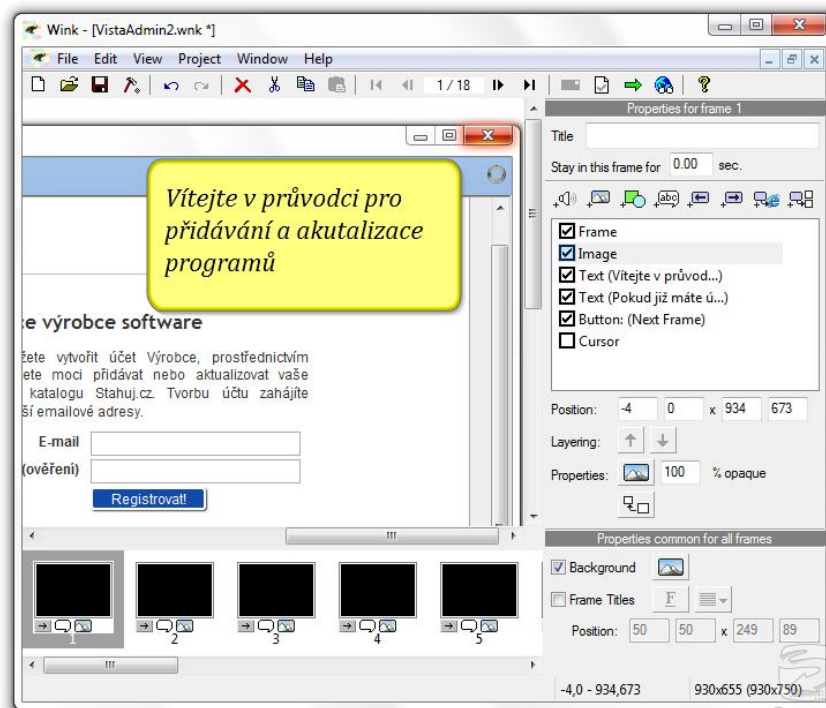 Wink - [VistaAdmin2.wnk *]
File Edit View Project Window Help
1 / 18
Properties for frame 1
Title
Stay in this frame for 0.00 sec.
abc
Vítejte v průvodci pro
přidávání a akutalizace
programů
Frame
Image
Text (Vítejte v průvod...)
Text (Pokud již máte ú...)
Button: (Next Frame)
Cursor
e výrobce software
žete vytvořit účet Výrobce, prostřednictvím
ete moci přidávat nebo aktualizovat vaše
katalogu Stahuj.cz. Tvorbu účtu zahájíte
ší emailové adresy.
E-mail
(ověření)
Registrovat!
Position: -4 0 x 934 673
Layering:
Properties: 100 % opaque
Properties common for all frames
Background
Frame Titles F
Position: 50 50 x 249 89
1 2 3 4 5
-4,0 - 934,673 930x655 (930x750)